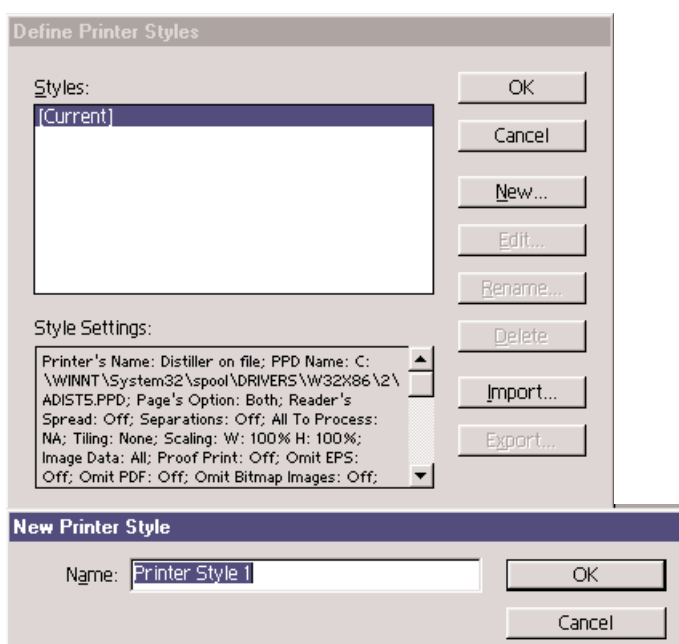 Define Printer Styles
Styles:
[Current]
OK
Cancel
New...
Edit...
Rename...
Delete
Import...
Export...
Style Settings:
Printer's Name: Distiller on file; PPD Name: C:
\WINNT\System32\spool\DRIVERS\W32X86\2\
ADIST5.PPD; Page's Option: Both; Reader's
Spread: Off; Separations: Off; All To Process:
NA; Tiling: None; Scaling: W: 100% H: 100%;
Image Data: All; Proof Print: Off; Omit EPS:
Off; Omit PDF: Off; Omit Bitmap Images: Off;
New Printer Style
Name: Printer Style 1
OK
Cancel